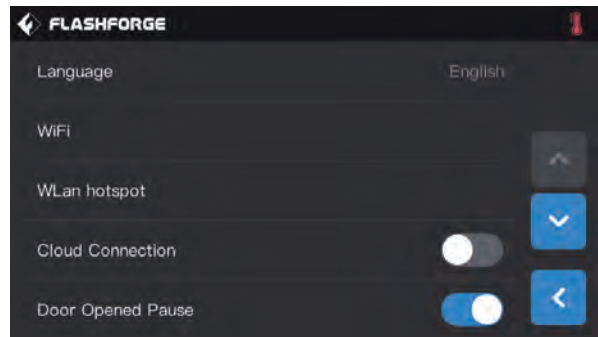 FLASHFORGE
Language English
WiFi
WLan hotspot
Cloud Connection
Door Opened Pause